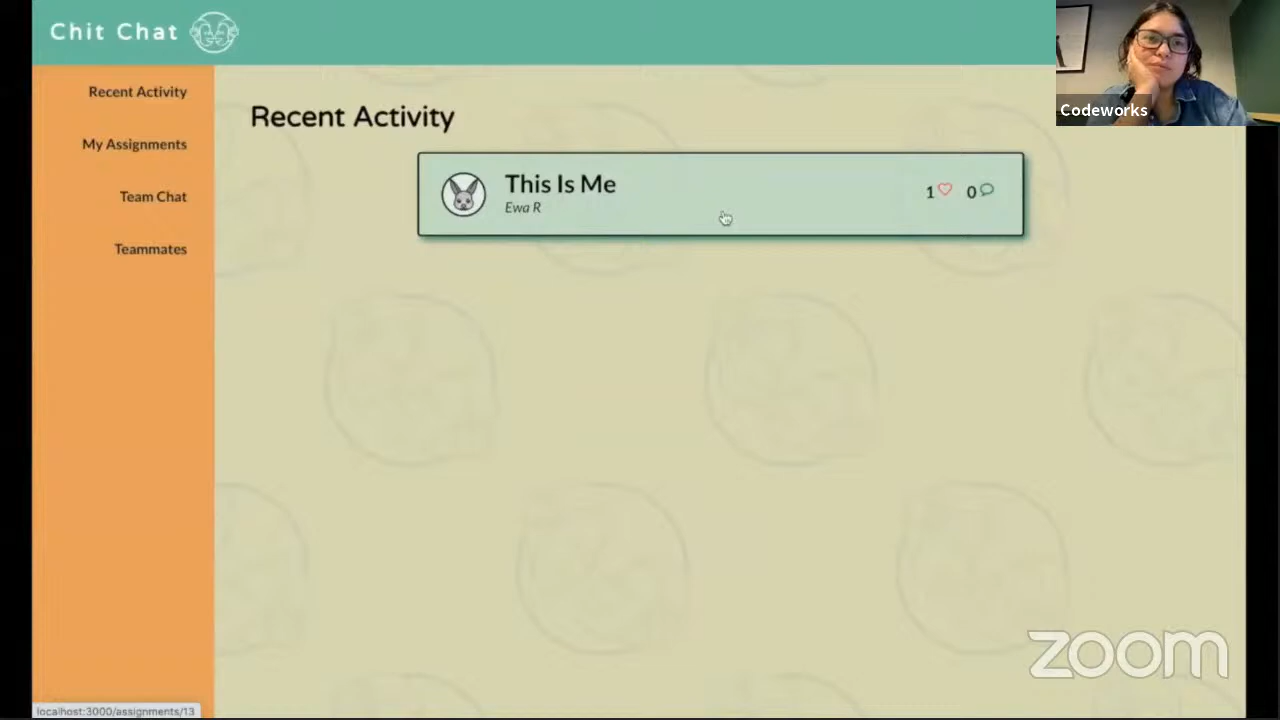 Chit Chat
Codeworks
Recent Activity
My Assignments
Team Chat
Teammates
Recent Activity
This Is Me
Ewa R
1 0
zoom
localhost:3000/assignments/13